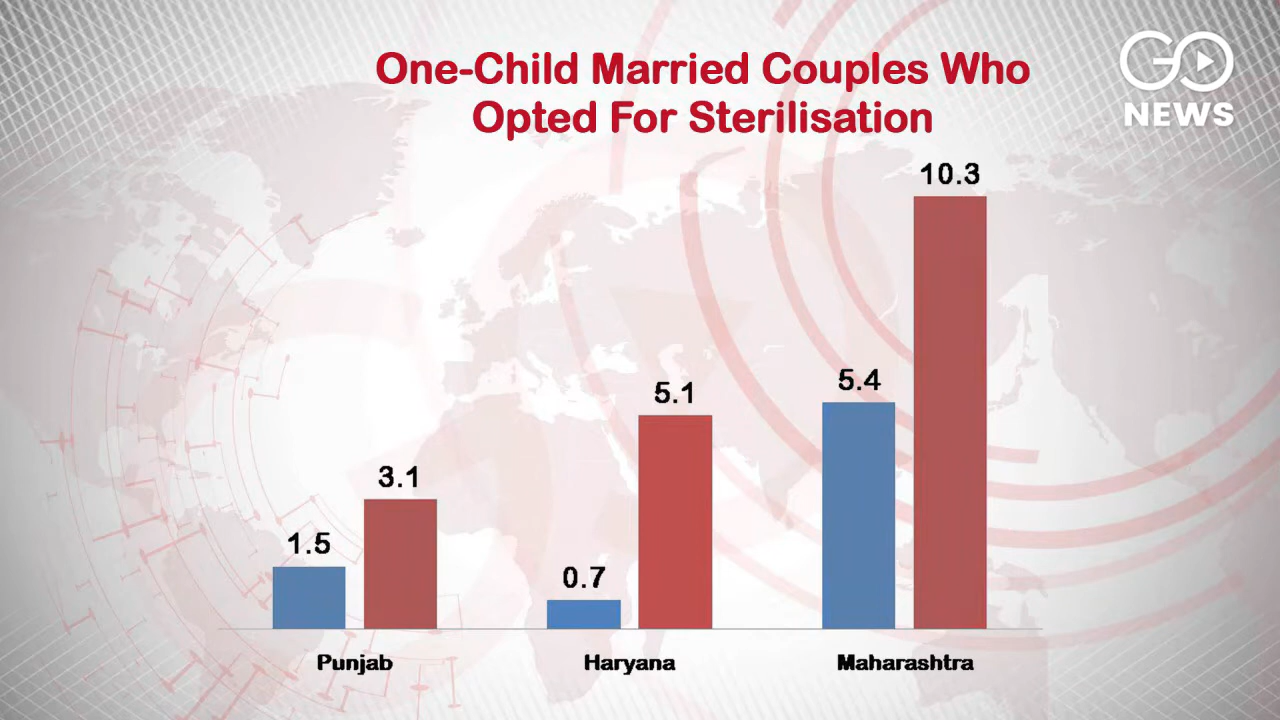 One-Child Married Couples Who
Opted For Sterilisation
GO
NEWS
10.3
5.4
5.1
3.1
1.5
0.7
Punjab
Haryana
Maharashtra